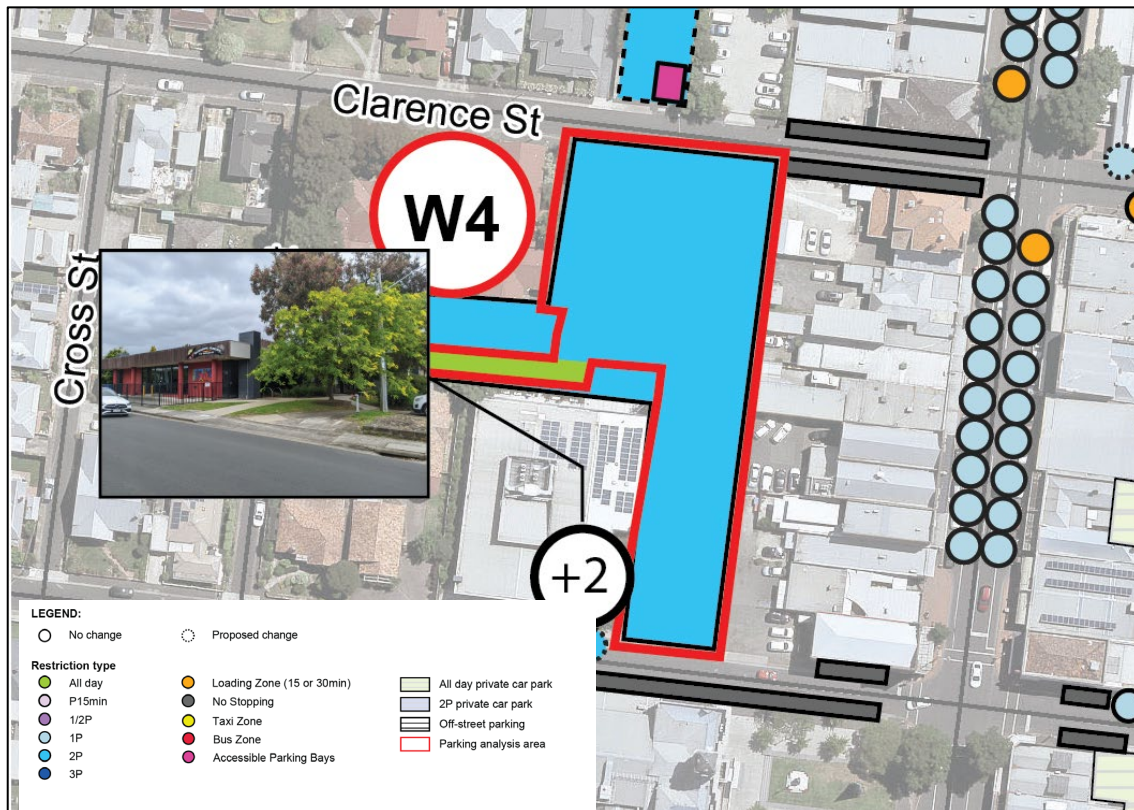 Clarence St
W4
Cross St
+2
LEGEND:
No change
Proposed change
Restriction type
All day
P15min
1/2P
1P
2P
3P
Loading Zone (15 or 30min)
No Stopping
Taxi Zone
Bus Zone
Accessible Parking Bays
All day private car park
2P private car park
Off-street parking
Parking analysis area